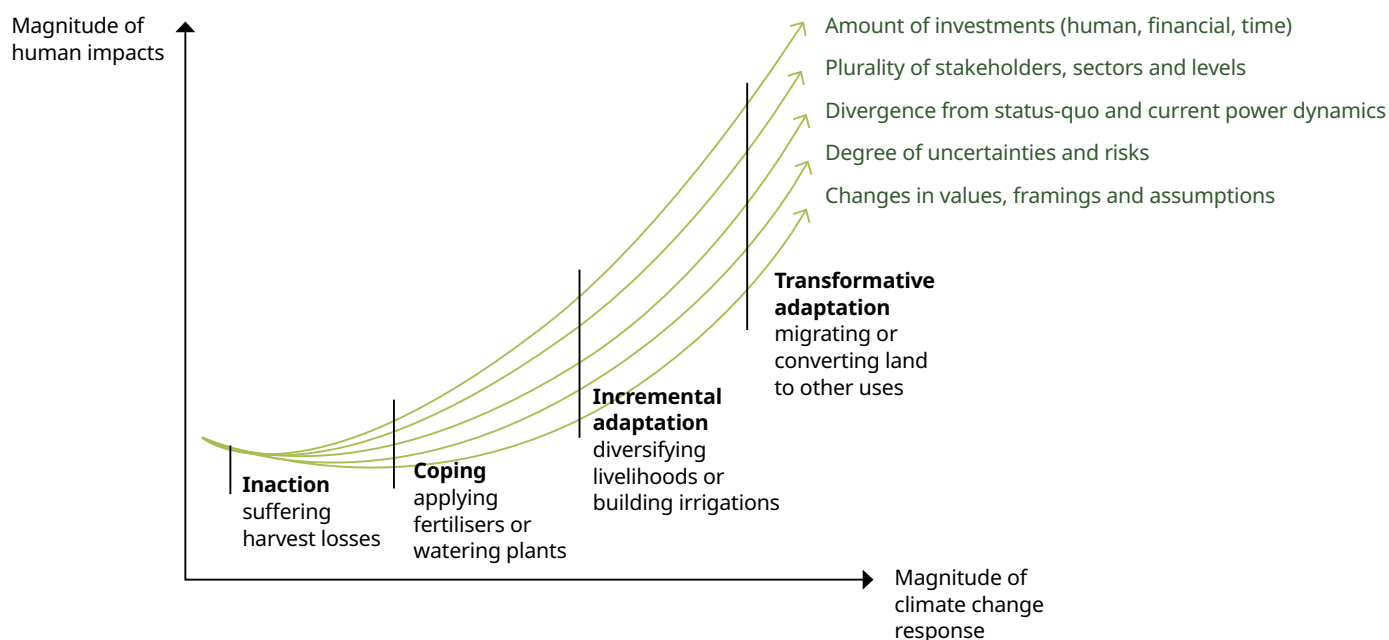 Magnitude of
human impacts
Amount of investments (human, financial, time)
Plurality of stakeholders, sectors and levels
Divergence from status-quo and current power dynamics
Degree of uncertainties and risks
Changes in values, framings and assumptions
Transformative
adaptation
migrating or
converting land
to other uses
Incremental
adaptation
diversifying
livelihoods or
building irrigations
Coping
applying
fertilisers or
watering plants
Inaction
suffering
harvest losses
Magnitude of
climate change
response